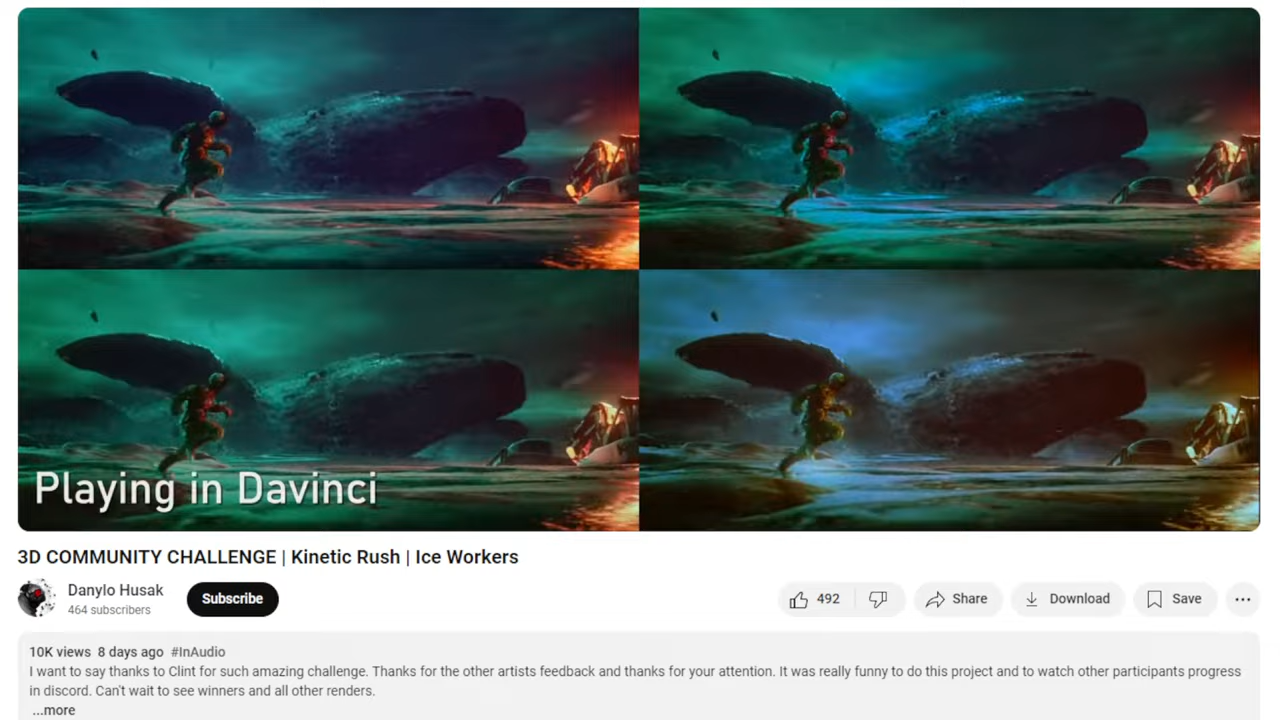 Playing in Davinci
3D COMMUNITY CHALLENGE | Kinetic Rush | Ice Workers
Danylo Husak
464 subscribers
Subscribe
492
Share
Download
Save
10K views 8 days ago #InAudio
I want to say thanks to Clint for such amazing challenge. Thanks for the other artists feedback and thanks for your attention. It was really funny to do this project and to watch other participants progress
in discord. Can't wait to see winners and all other renders.
...more